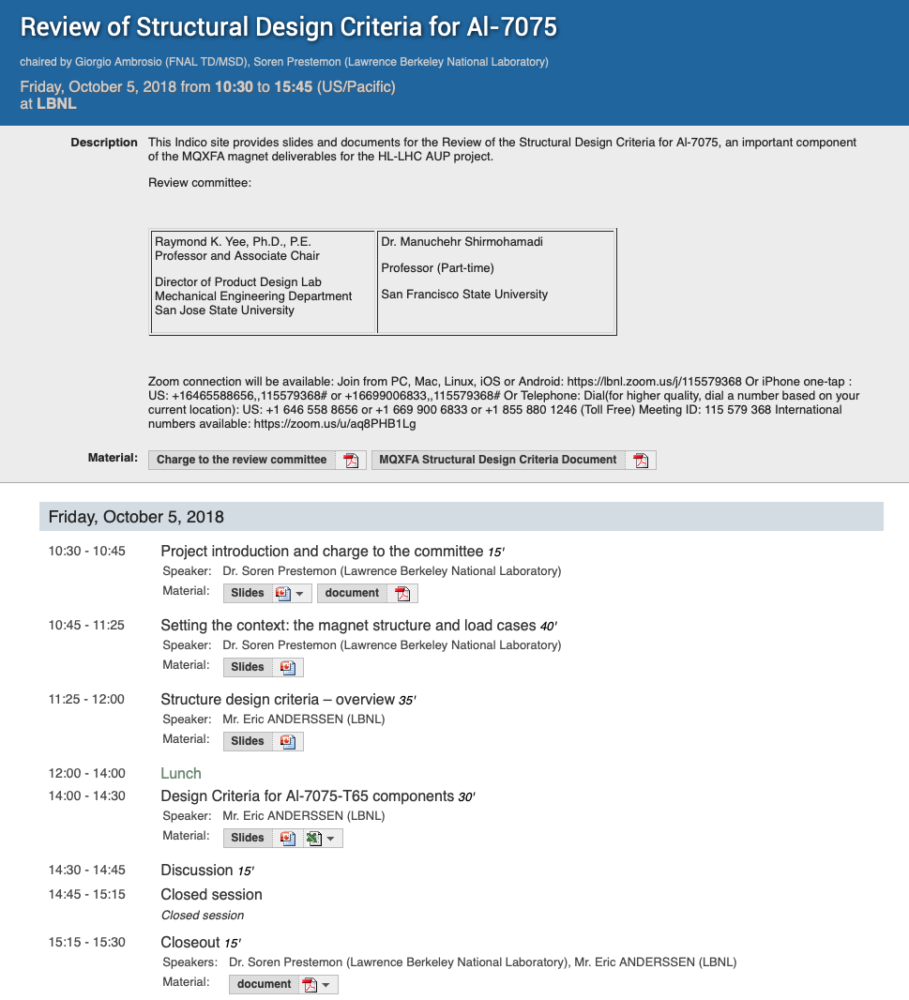 Review of Structural Design Criteria for Al-7075
chaired by Giorgio Ambrosio (FNAL TD/MSD), Soren Prestemon (Lawrence Berkeley National Laboratory)
Friday, October 5, 2018 from 10:30 to 15:45 (US/Pacific)
at LBNL
Description This Indico site provides slides and documents for the Review of the Structural Design Criteria for Al-7075, an important component
of the MQXFA magnet deliverables for the HL-LHC AUP project.
Review committee:
Raymond K. Yee, Ph.D., P.E.
Professor and Associate Chair
Director of Product Design Lab
Mechanical Engineering Department
San Jose State University
Dr. Manuchehr Shirmohamadi
Professor (Part-time)
San Francisco State University
Zoom connection will be available: Join from PC, Mac, Linux, iOS or Android: https://lbnl.zoom.us/j/115579368 Or iPhone one-tap :
US: +16465588656,,115579368# or +16699006833,,115579368# Or Telephone: Dial(for higher quality, dial a number based on your
current location): US: +1 646 558 8656 or +1 669 900 6833 or +1 855 880 1246 (Toll Free) Meeting ID: 115 579 368 International
numbers available: https://zoom.us/u/aq8PHB1Lg
Material: Charge to the review committee MQXFA Structural Design Criteria Document
Friday, October 5, 2018
10:30 - 10:45 Project introduction and charge to the committee 15'
Speaker: Dr. Soren Prestemon (Lawrence Berkeley National Laboratory)
Material: Slides document
10:45 - 11:25 Setting the context: the magnet structure and load cases 40'
Speaker: Dr. Soren Prestemon (Lawrence Berkeley National Laboratory)
Material: Slides
11:25 - 12:00 Structure design criteria – overview 35'
Speaker: Mr. Eric ANDERSSEN (LBNL)
Material: Slides
12:00 - 14:00 Lunch
14:00 - 14:30 Design Criteria for Al-7075-T65 components 30'
Speaker: Mr. Eric ANDERSSEN (LBNL)
Material: Slides
14:30 - 14:45 Discussion 15'
14:45 - 15:15 Closed session
Closed session
15:15 - 15:30 Closeout 15'
Speakers: Dr. Soren Prestemon (Lawrence Berkeley National Laboratory), Mr. Eric ANDERSSEN (LBNL)
Material: document